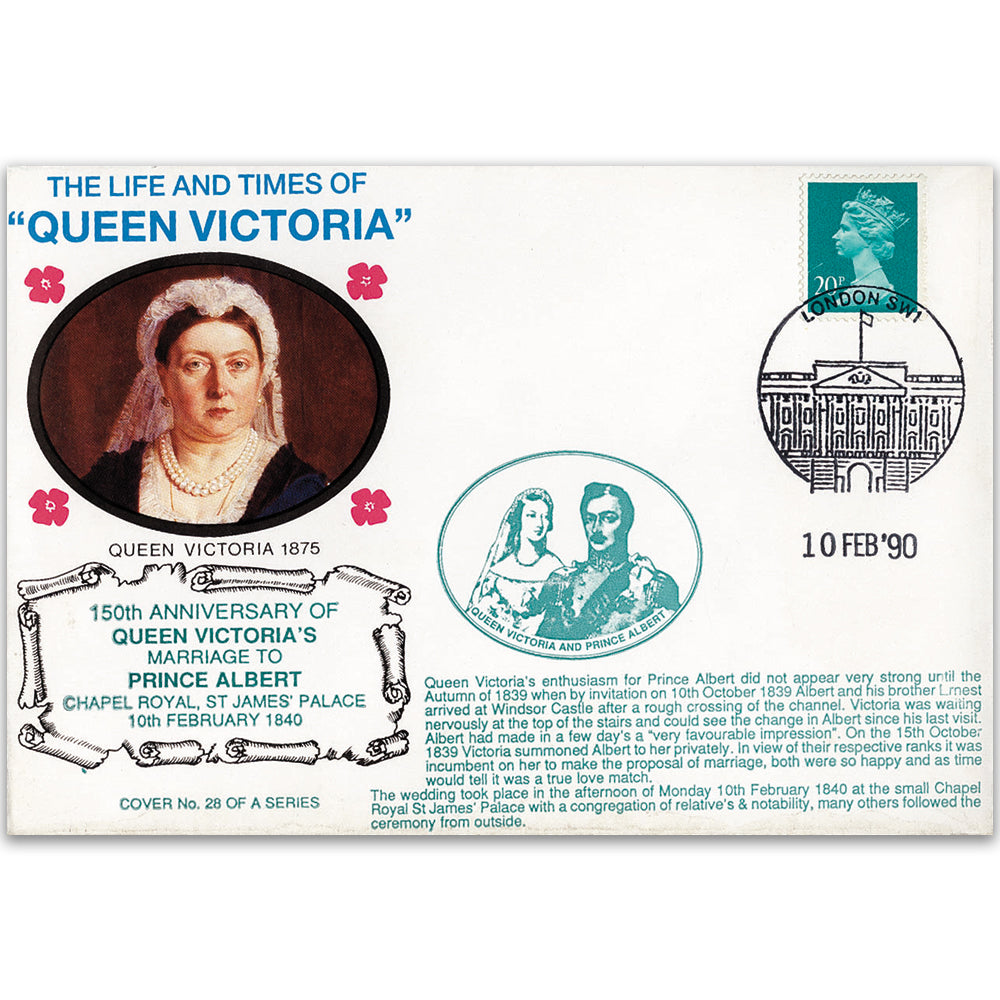 THE LIFE AND TIMES OF
“QUEEN VICTORIA”
QUEEN VICTORIA 1875
150th ANNIVERSARY OF
QUEEN VICTORIA'S
MARRIAGE TO
PRINCE ALBERT
CHAPEL ROYAL, ST JAMES' PALACE
10th FEBRUARY 1840
COVER No. 28 OF A SERIES
20P
LONDON SW1
10 FEB '90
QUEEN VICTORIA AND PRINCE ALBERT
Queen Victoria's enthusiasm for Prince Albert did not appear very strong until the
Autumn of 1839 when by invitation on 10th October 1839 Albert and his brother Ernest
arrived at Windsor Castle after a rough crossing of the channel. Victoria was waiting
nervously at the top of the stairs and could see the change in Albert since his last visit.
Albert had made in a few day's a “very favourable impression”. On the 15th October
1839 Victoria summoned Albert to her privately. In view of their respective ranks it was
incumbent on her to make the proposal of marriage, both were so happy and as time
would tell it was a true love match.
The wedding took place in the afternoon of Monday 10th February 1840 at the small Chapel
Royal St James' Palace with a congregation of relative's & notability, many others followed the
ceremony from outside.